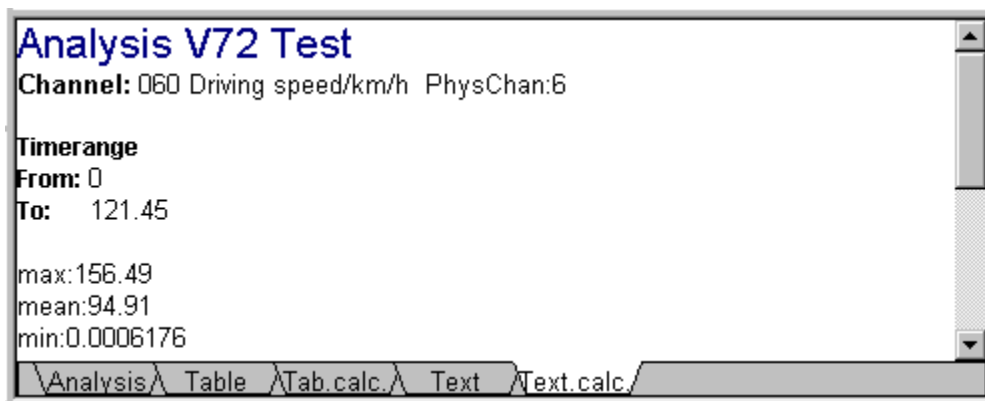 Analysis V72 Test
Channel: 060 Driving speed/km/h PhysChan:6
Timerange
From: 0
To: 121.45
max:156.49
mean:94.91
min:0.0006176
Analysis Table Tab.calc. Text Text.calc.